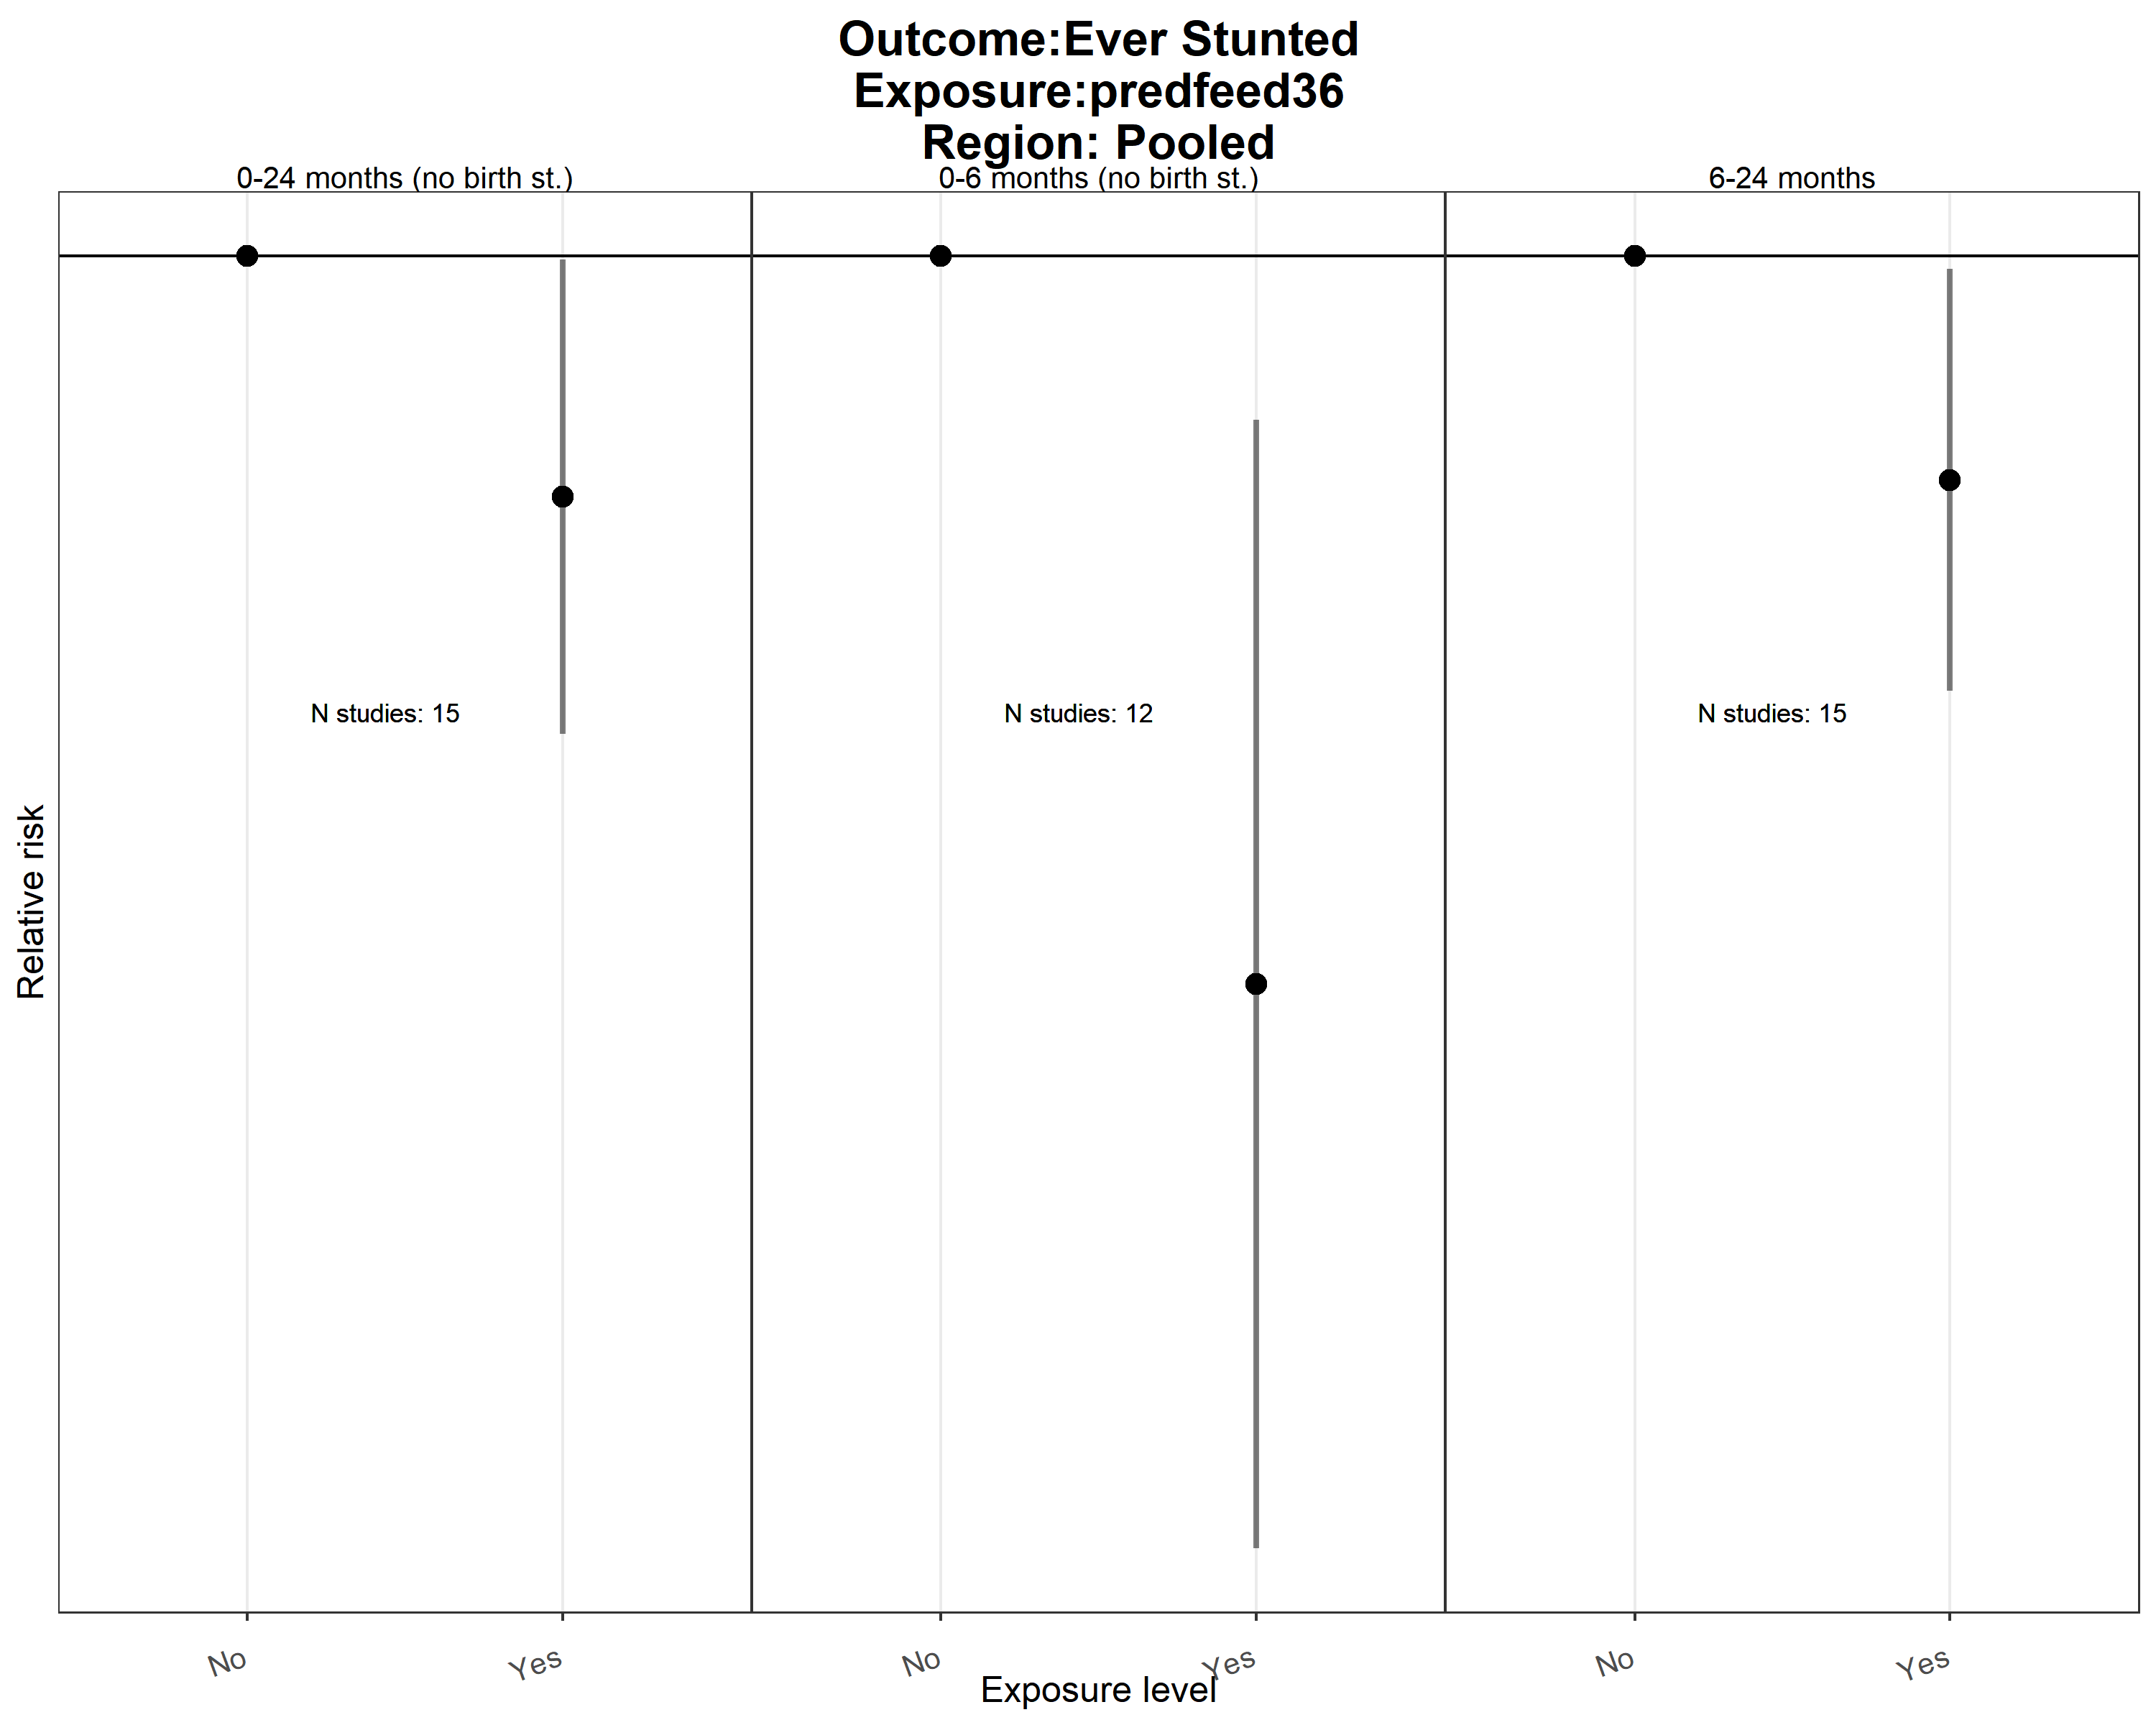 Outcome:Ever Stunted
Exposure:predfeed36
Region: Pooled
0-24 months (no birth st.)
0-6 months (no birth st.)
6-24 months
N studies: 15
N studies: 12
N studies: 15
Relative risk
No
Yes
No
Yes
No
Yes
Exposure level